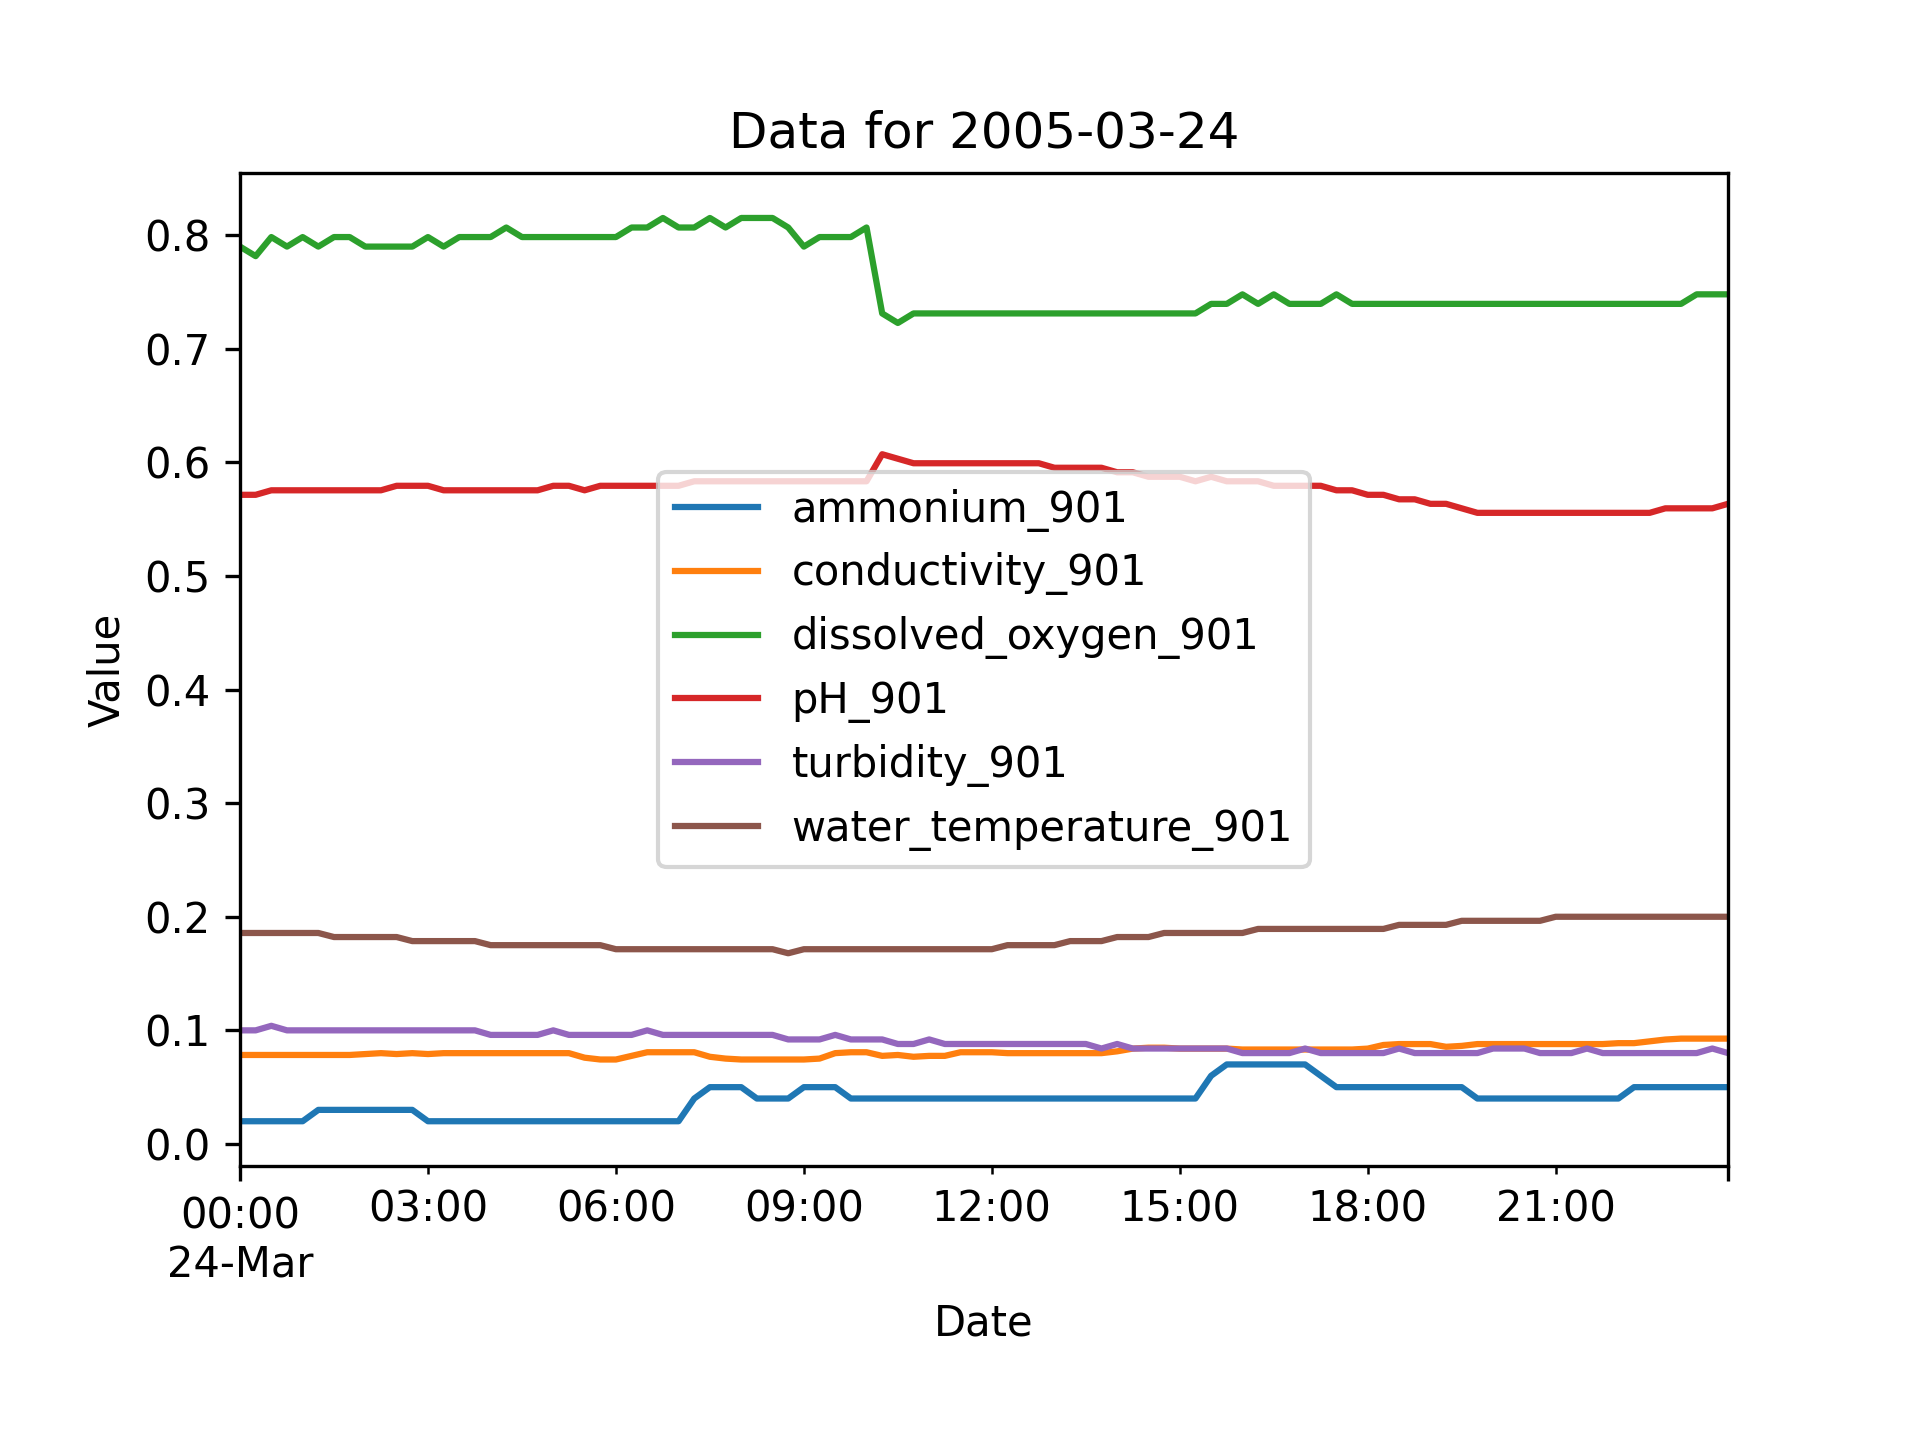 Data for 2005-03-24
0.8
0.7
0.6
0.5
0.4
0.3
0.2
0.1
0.0
Value
ammonium_901
conductivity_901
dissolved_oxygen_901
pH_901
turbidity_901
water_temperature_901
00:00 03:00 06:00 09:00 12:00 15:00 18:00 21:00
24-Mar
Date